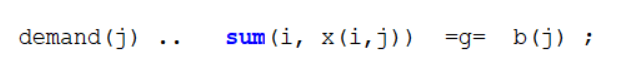 demand(j) ..   sum(i, x(i,j))  =g=  b(j) ;